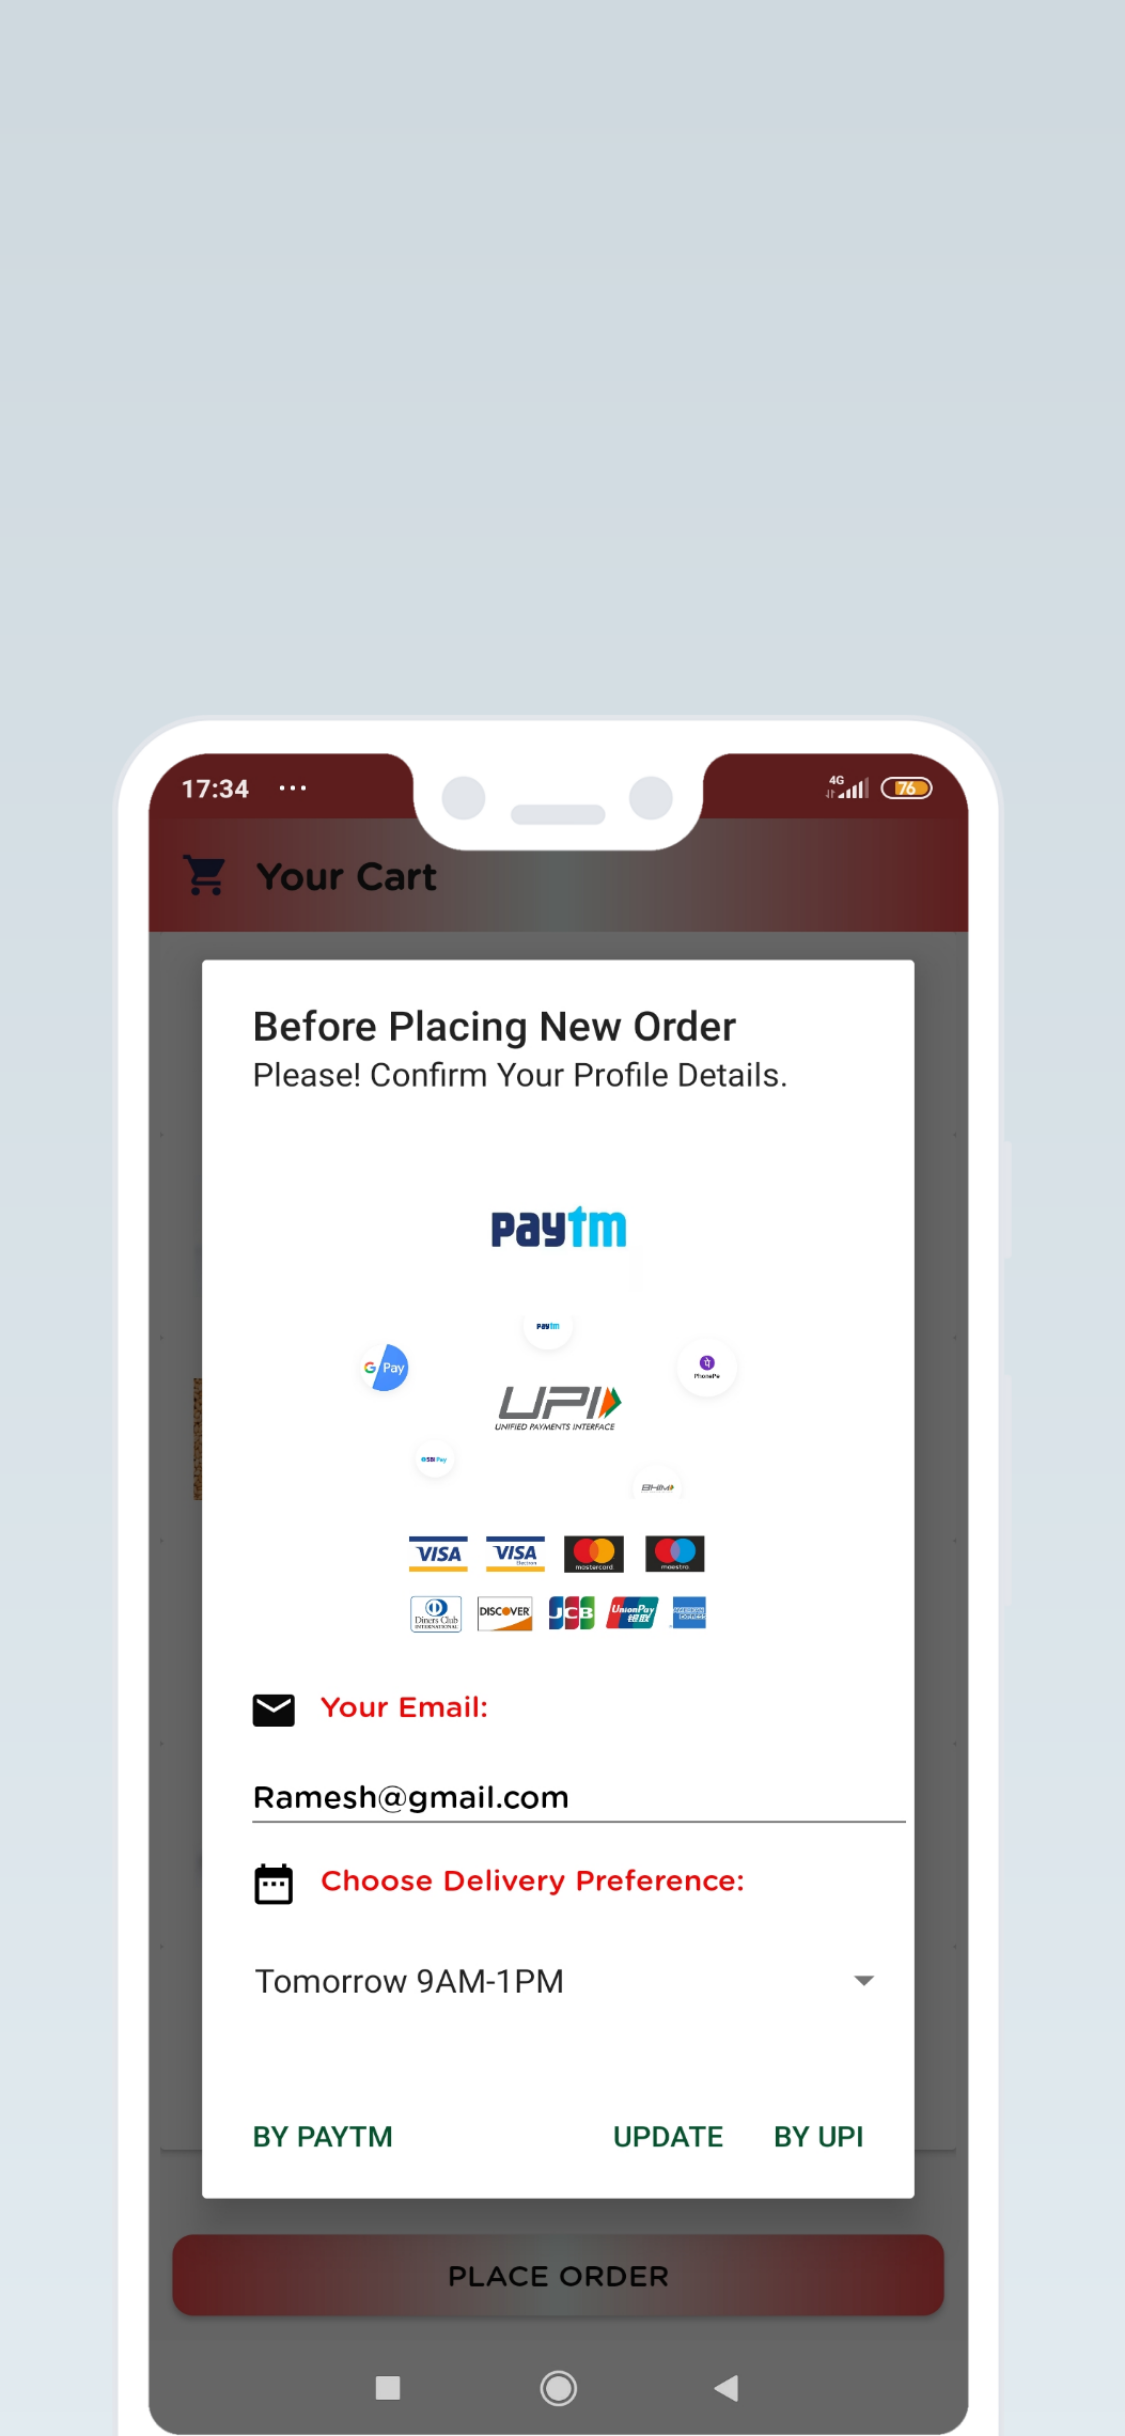 17:34 ...
4G
76
Your Cart
Before Placing New Order
Please! Confirm Your Profile Details.
paytm
paytm
G Pay
PhonePe
UPI
UNIFIED PAYMENTS INTERFACE
SBI Pay
BHIM
VISA VISA mastercard maestro
Electron
Diners Club DISCOVER JCB UnionPay
INTERNATIONAL 银联
Your Email:
Ramesh@gmail.com
Choose Delivery Preference:
Tomorrow 9AM-1PM
BY PAYTM UPDATE BY UPI
PLACE ORDER